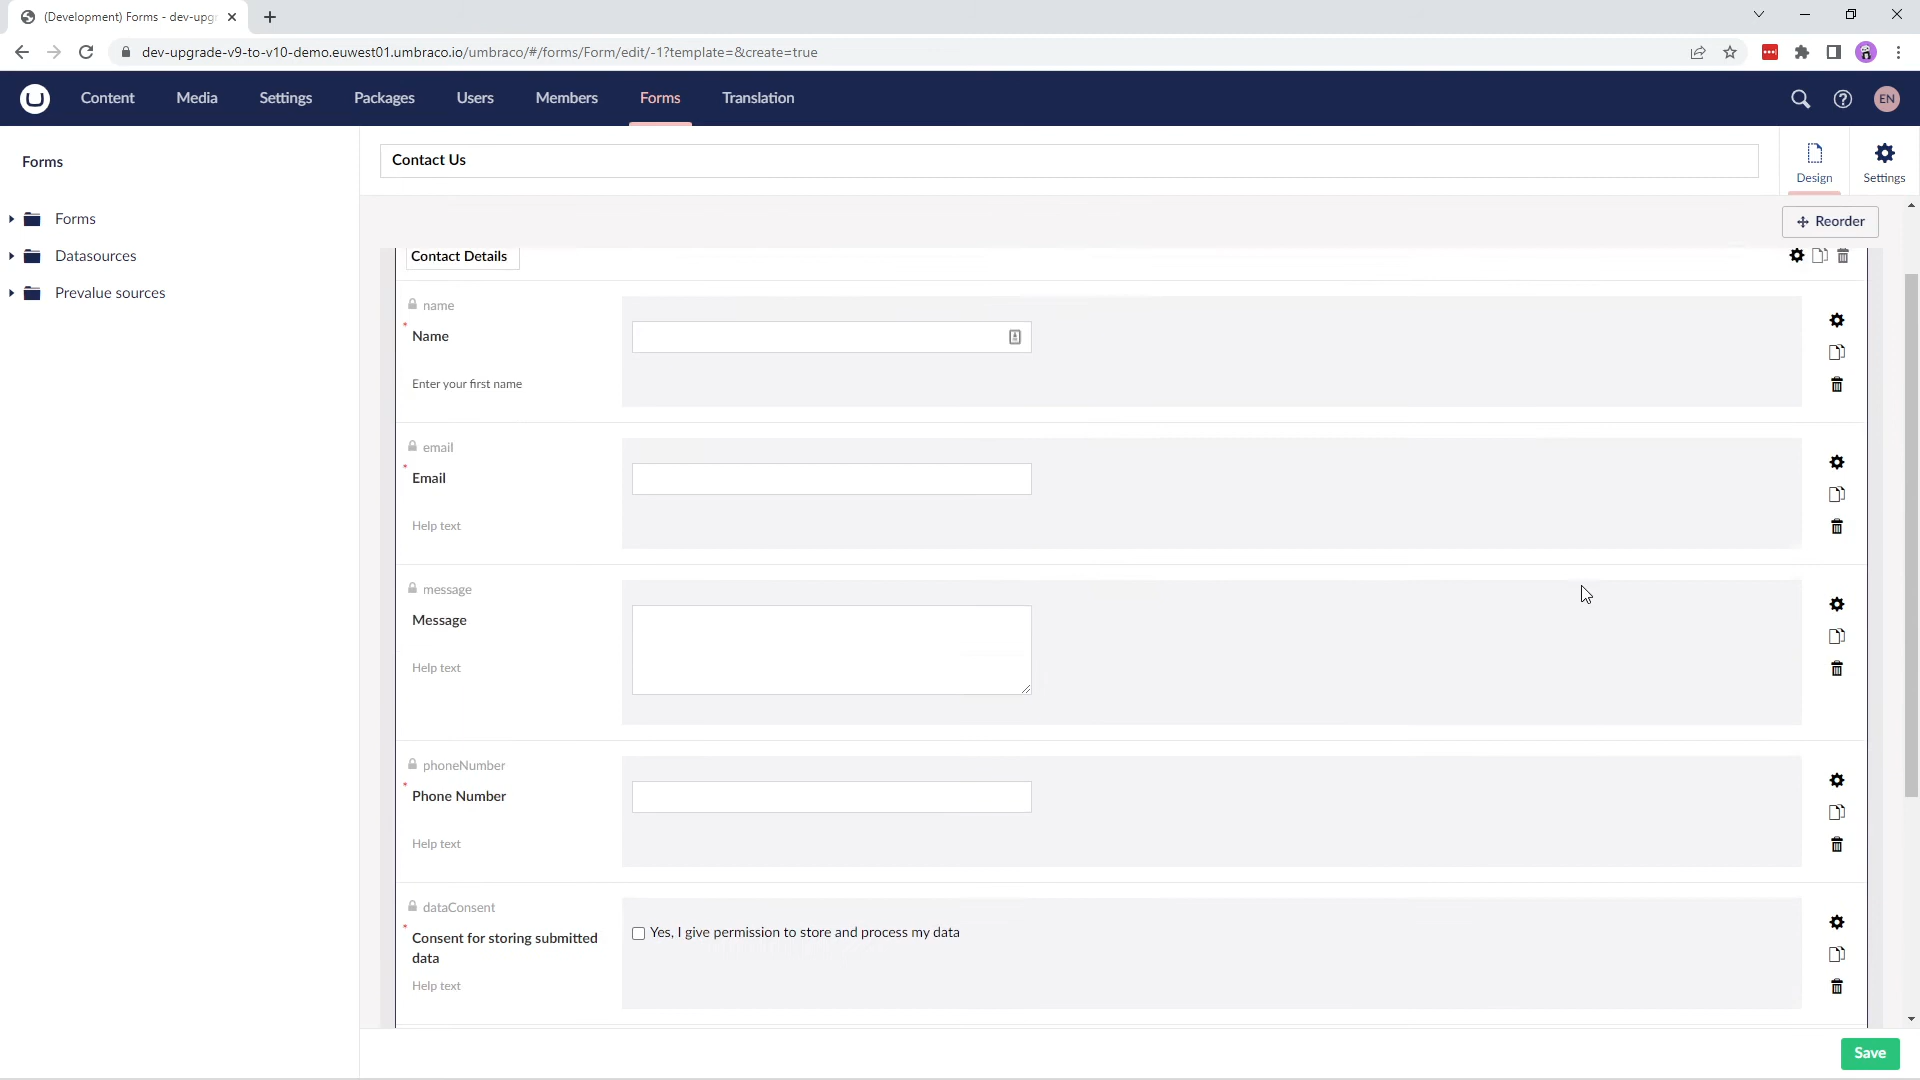 (Development) Forms - dev-upgr
dev-upgrade-v9-to-v10-demo.euwest01.umbraco.io/umbraco/#/forms/Form/edit/-1?template=&create=true
Content Media Settings Packages Users Members Forms Translation
EN
Forms
Forms
Datasources
Prevalue sources
Contact Us
Design
Settings
Reorder
Contact Details
name
* Name
Enter your first name
email
* Email
Help text
message
Message
Help text
phoneNumber
* Phone Number
Help text
dataConsent
* Consent for storing submitted
data
Yes, I give permission to store and process my data
Help text
Save